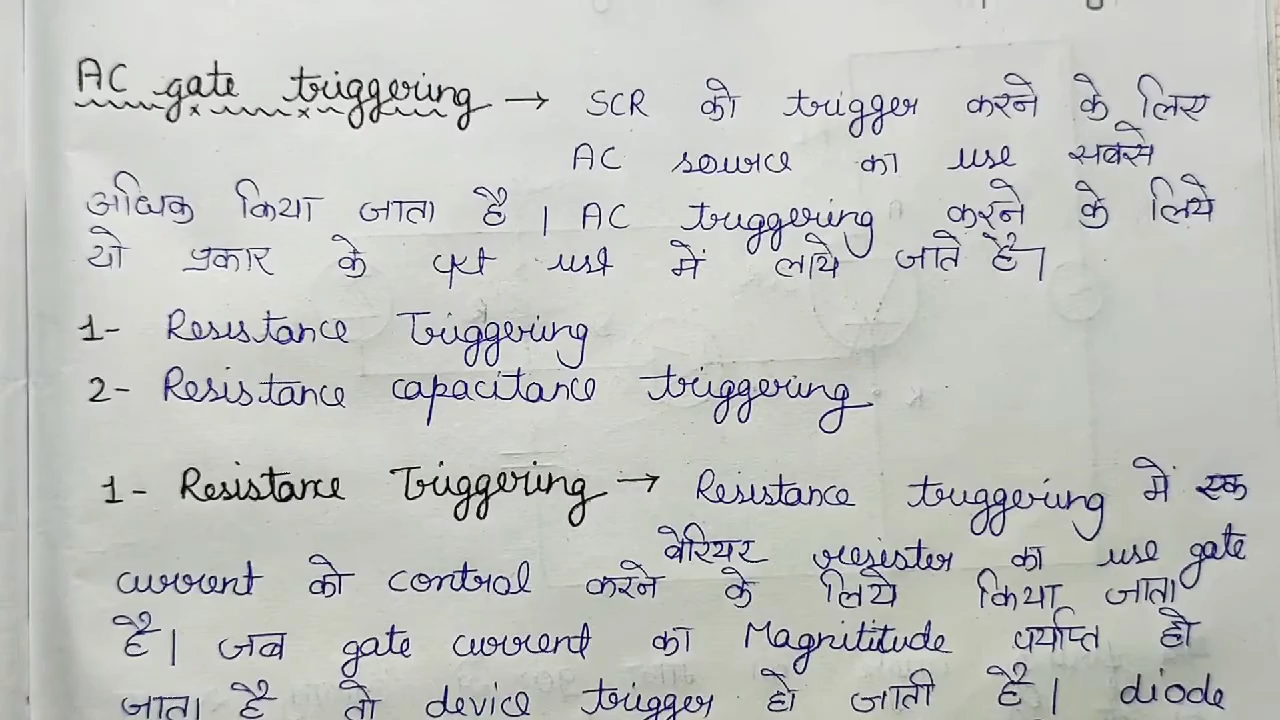 AC gate triggering → SCR को trigger करने के लिए
AC source का use सबसे
अधिक किया जाता है। AC triggering करने के लिये
यो प्रकार के ckt use में लाये जाते हैं।
1- Resistance Triggering
2- Resistance capacitance triggering
1- Resistance Triggering → Resistance triggering में एक
वेरियर resister का use gate
current को control करने के लिये किया जाता
है। जब gate current का Magnititude पर्याप्त हो
जाता है तो device trigger हो जाती है। diode